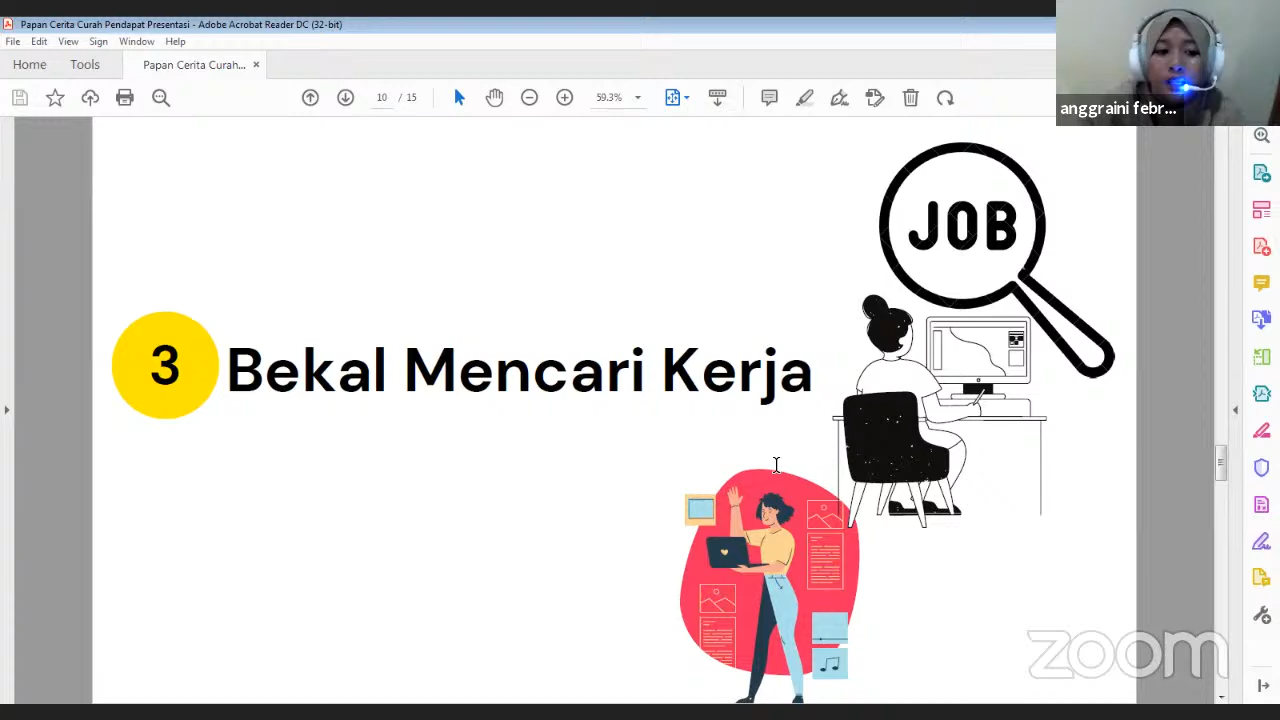 Papan Cerita Curah Pendapat Presentasi - Adobe Acrobat Reader DC (32-bit)
File Edit View Sign Window Help
Home Tools Papan Cerita Curah... ×
10 / 15 59.3%
anggraini febr...
JOB
3 Bekal Mencari Kerja
zoom